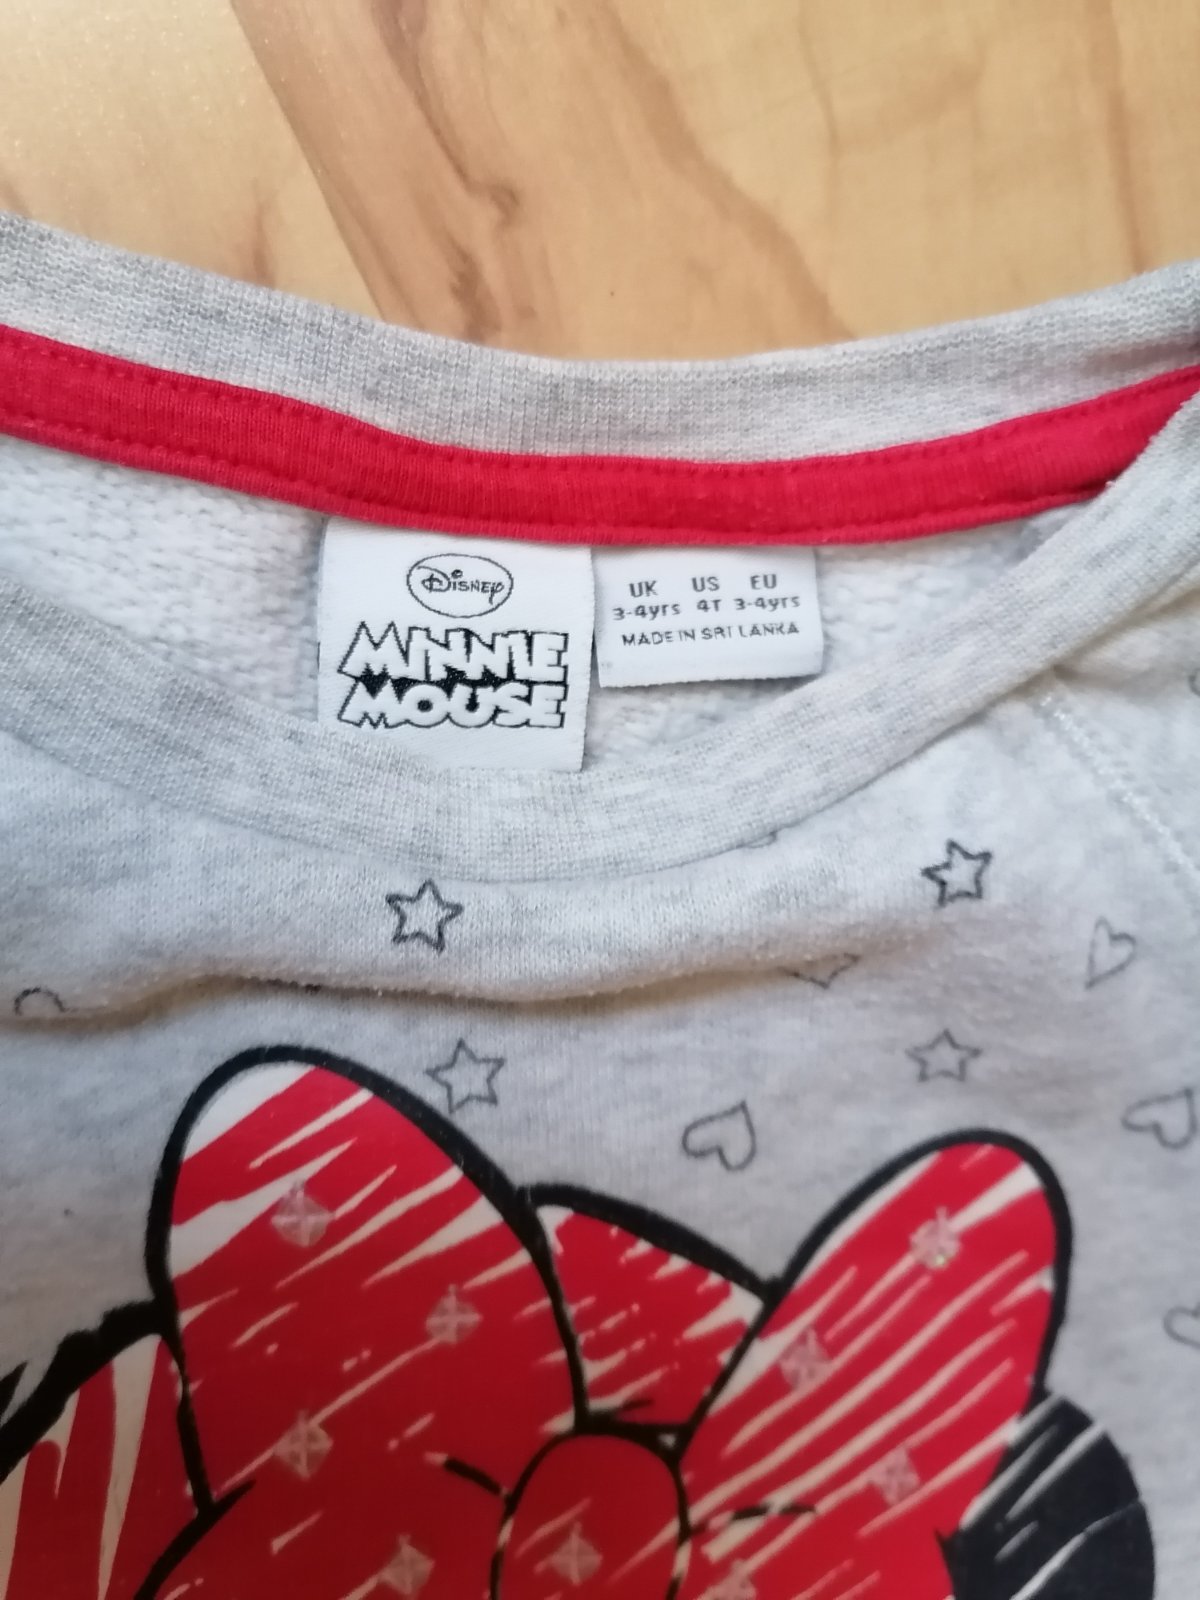 Disney
MINNIE
MOUSE
UK US EU
3-4yrs 4T 3-4yrs
MADE IN SRI LANKA